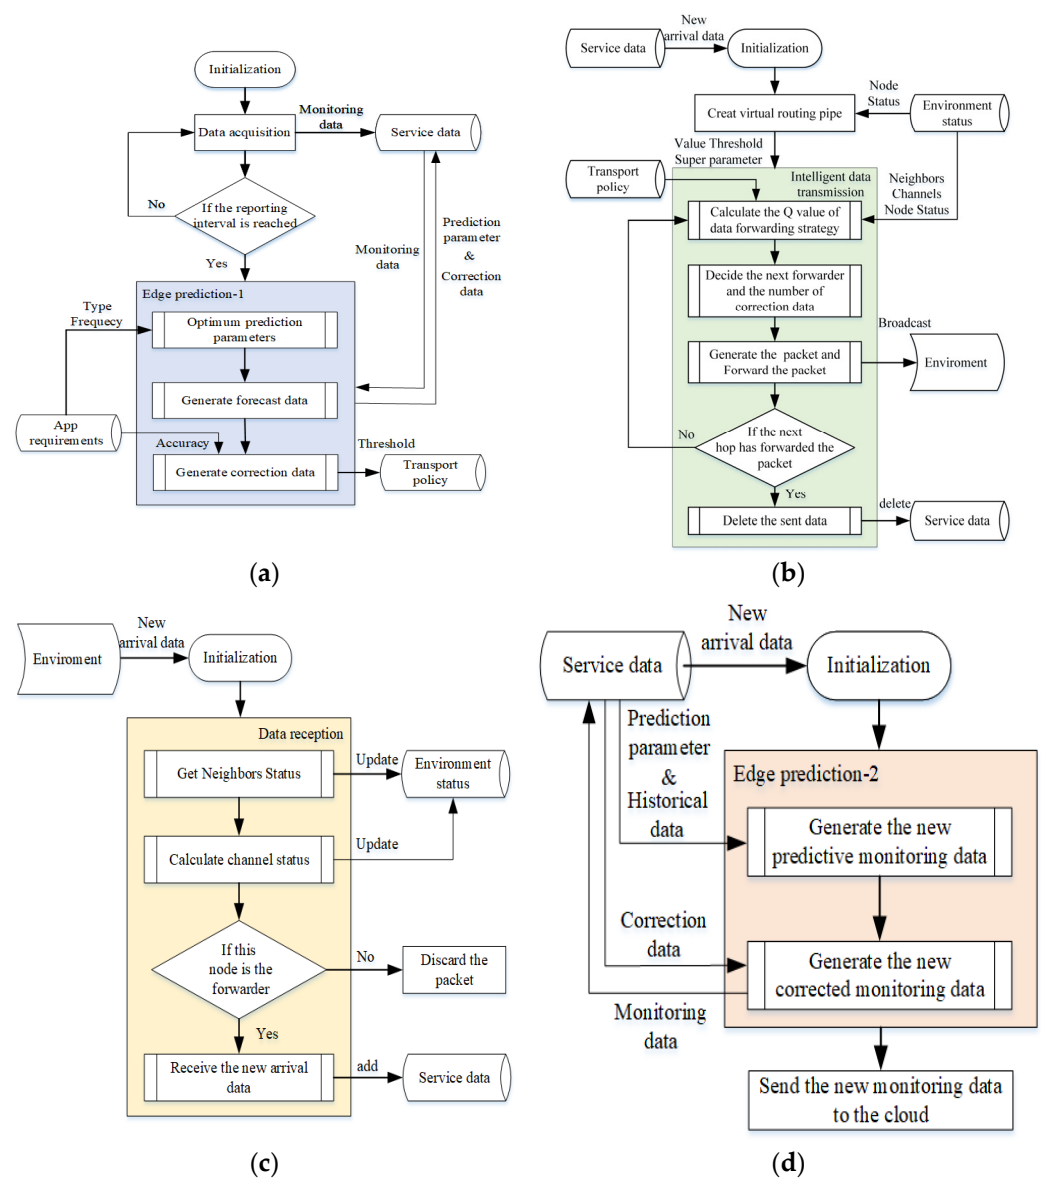 Initialization
Monitoring
data
Data acquisition
Service data
No
If the reporting
interval is reached
Yes
Monitoring
data
Prediction
parameter
&
Correction
data
Edge prediction-1
Type
Frequecy
Optimum prediction
parameters
Generate forecast data
App
requirements
Accuracy
Generate correction data
Threshold
Transport
policy
(a)
Service data
New
arrival data
Initialization
Node
Status
Creat virtual routing pipe
Environment
status
Value Threshold
Super parameter
Transport
policy
Intelligent data
transmission
Neighbors
Channels
Node Status
Calculate the Q value of
data forwarding strategy
Decide the next forwarder
and the number of
correction data
Broadcast
Generate the packet and
Forward the packet
Enviroment
No
If the next
hop has forwarded the
packet
Yes
Delete the sent data
delete
Service data
(b)
Enviroment
New
arrival data
Initialization
Data reception
Get Neighbors Status
Update
Environment
status
Calculate channel status
Update
If this
node is the
forwarder
No
Discard the
packet
Yes
Receive the new arrival
data
add
Service data
(c)
Service data
New
arrival data
Initialization
Prediction
parameter
&
Historical
data
Edge prediction-2
Generate the new
predictive monitoring data
Correction
data
Generate the new
corrected monitoring data
Monitoring
data
Send the new monitoring data
to the cloud
(d)